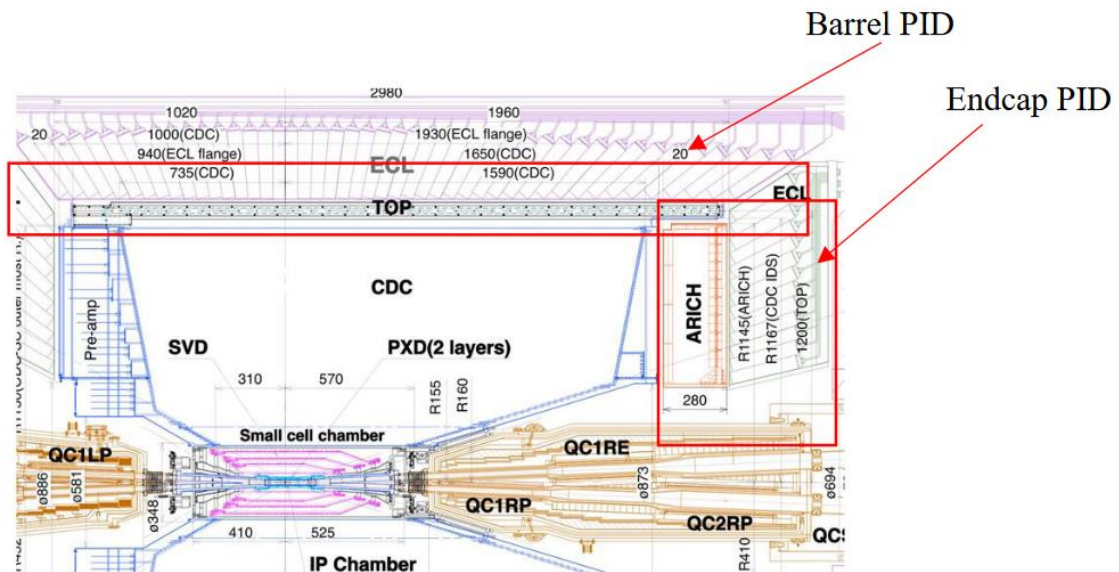 Barrel PID
Endcap PID
2980
1020
1960
20
1000(CDC)
1930(ECL flange)
940(ECL flange)
ECL
1650(CDC)
20
735(CDC)
1590(CDC)
ECL
TOP
CDC
Pre-amp
ARICH
R1145(ARICH)
R1167(CDC IDS)
1200(TOP)
SVD
PXD(2 layers)
310
570
R155
R160
280
Small cell chamber
QC1LP
QC1RE
ø886
ø581
ø348
ø873
ø694
QC1RP
QC2RP
410
525
R410
IP Chamber